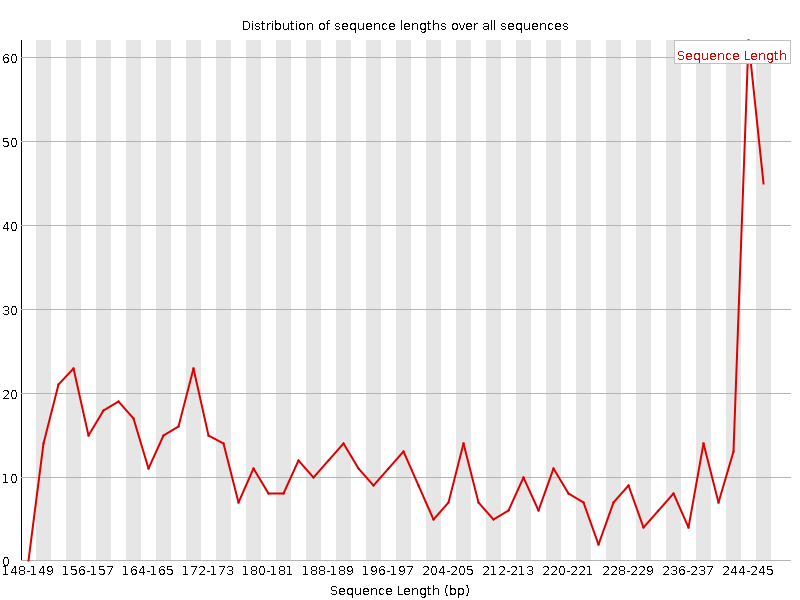 Distribution of sequence lengths over all sequences
Sequence Length
60
50
40
30
20
10
0
148-149 156-157 164-165 172-173 180-181 188-189 196-197 204-205 212-213 220-221 228-229 236-237 244-245
Sequence Length (bp)